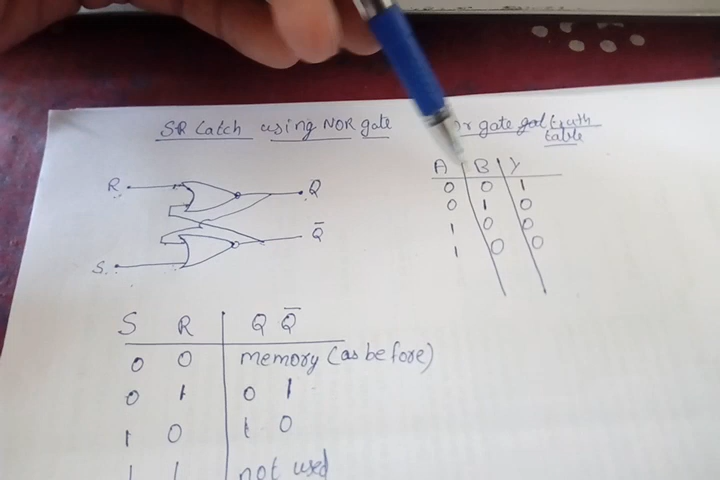 SR Latch using NOR gate
or gate truth
table
R Q
Q̅
S
A B Y
0 0 1
0 1 0
1 0 0
1 0 0
S R Q Q̅
0 0 memory (as before)
0 1 0 1
1 0 1 0
1 1 not used